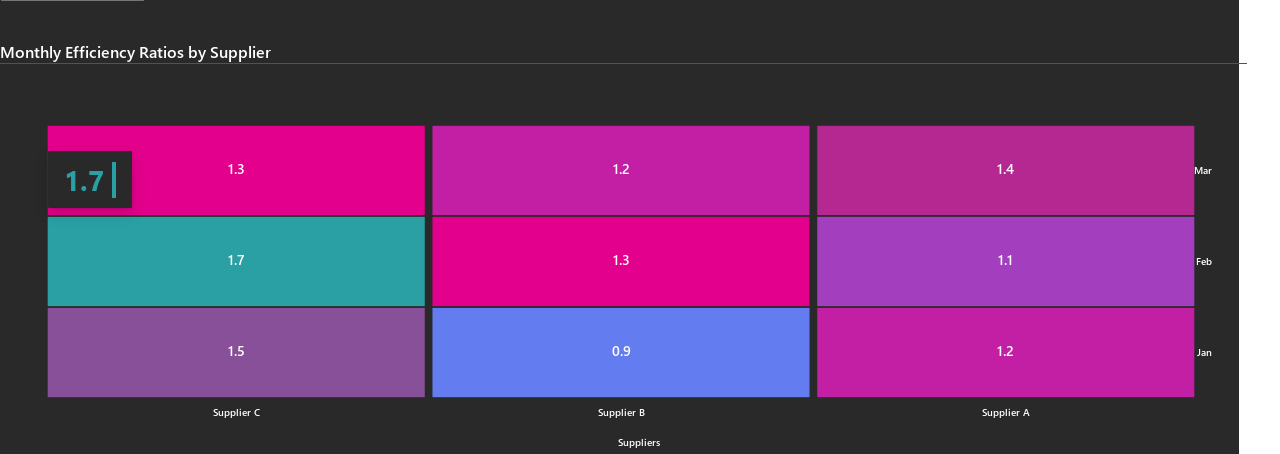 Monthly Efficiency Ratios by Supplier
1.3 1.2 1.4 Mar
1.7
1.7 1.3 1.1 Feb
1.5 0.9 1.2 Jan
Supplier C Supplier B Supplier A
Suppliers